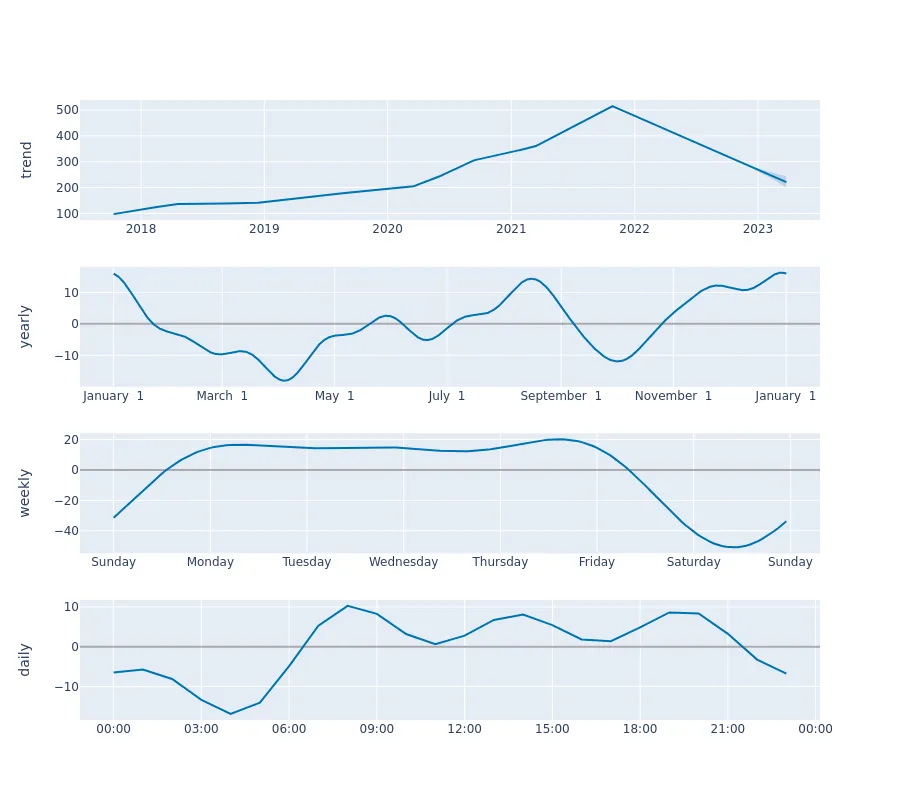 trend
500
400
300
200
100
2018 2019 2020 2021 2022 2023
yearly
10
0
−10
January 1 March 1 May 1 July 1 September 1 November 1 January 1
weekly
20
0
−20
−40
Sunday Monday Tuesday Wednesday Thursday Friday Saturday Sunday
daily
10
0
−10
00:00 03:00 06:00 09:00 12:00 15:00 18:00 21:00 00:00